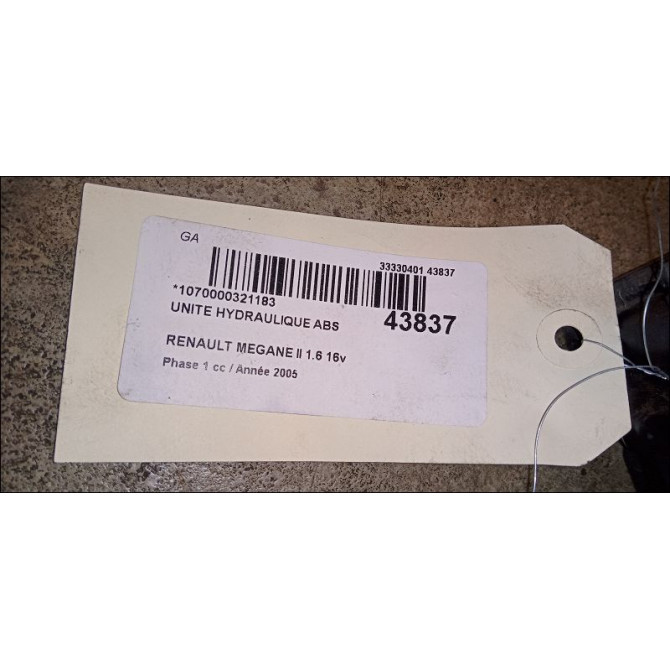 GA
33330401 43837
*1070000321183
UNITE HYDRAULIQUE ABS
43837
RENAULT MEGANE II 1.6 16v
Phase 1 cc / Année 2005